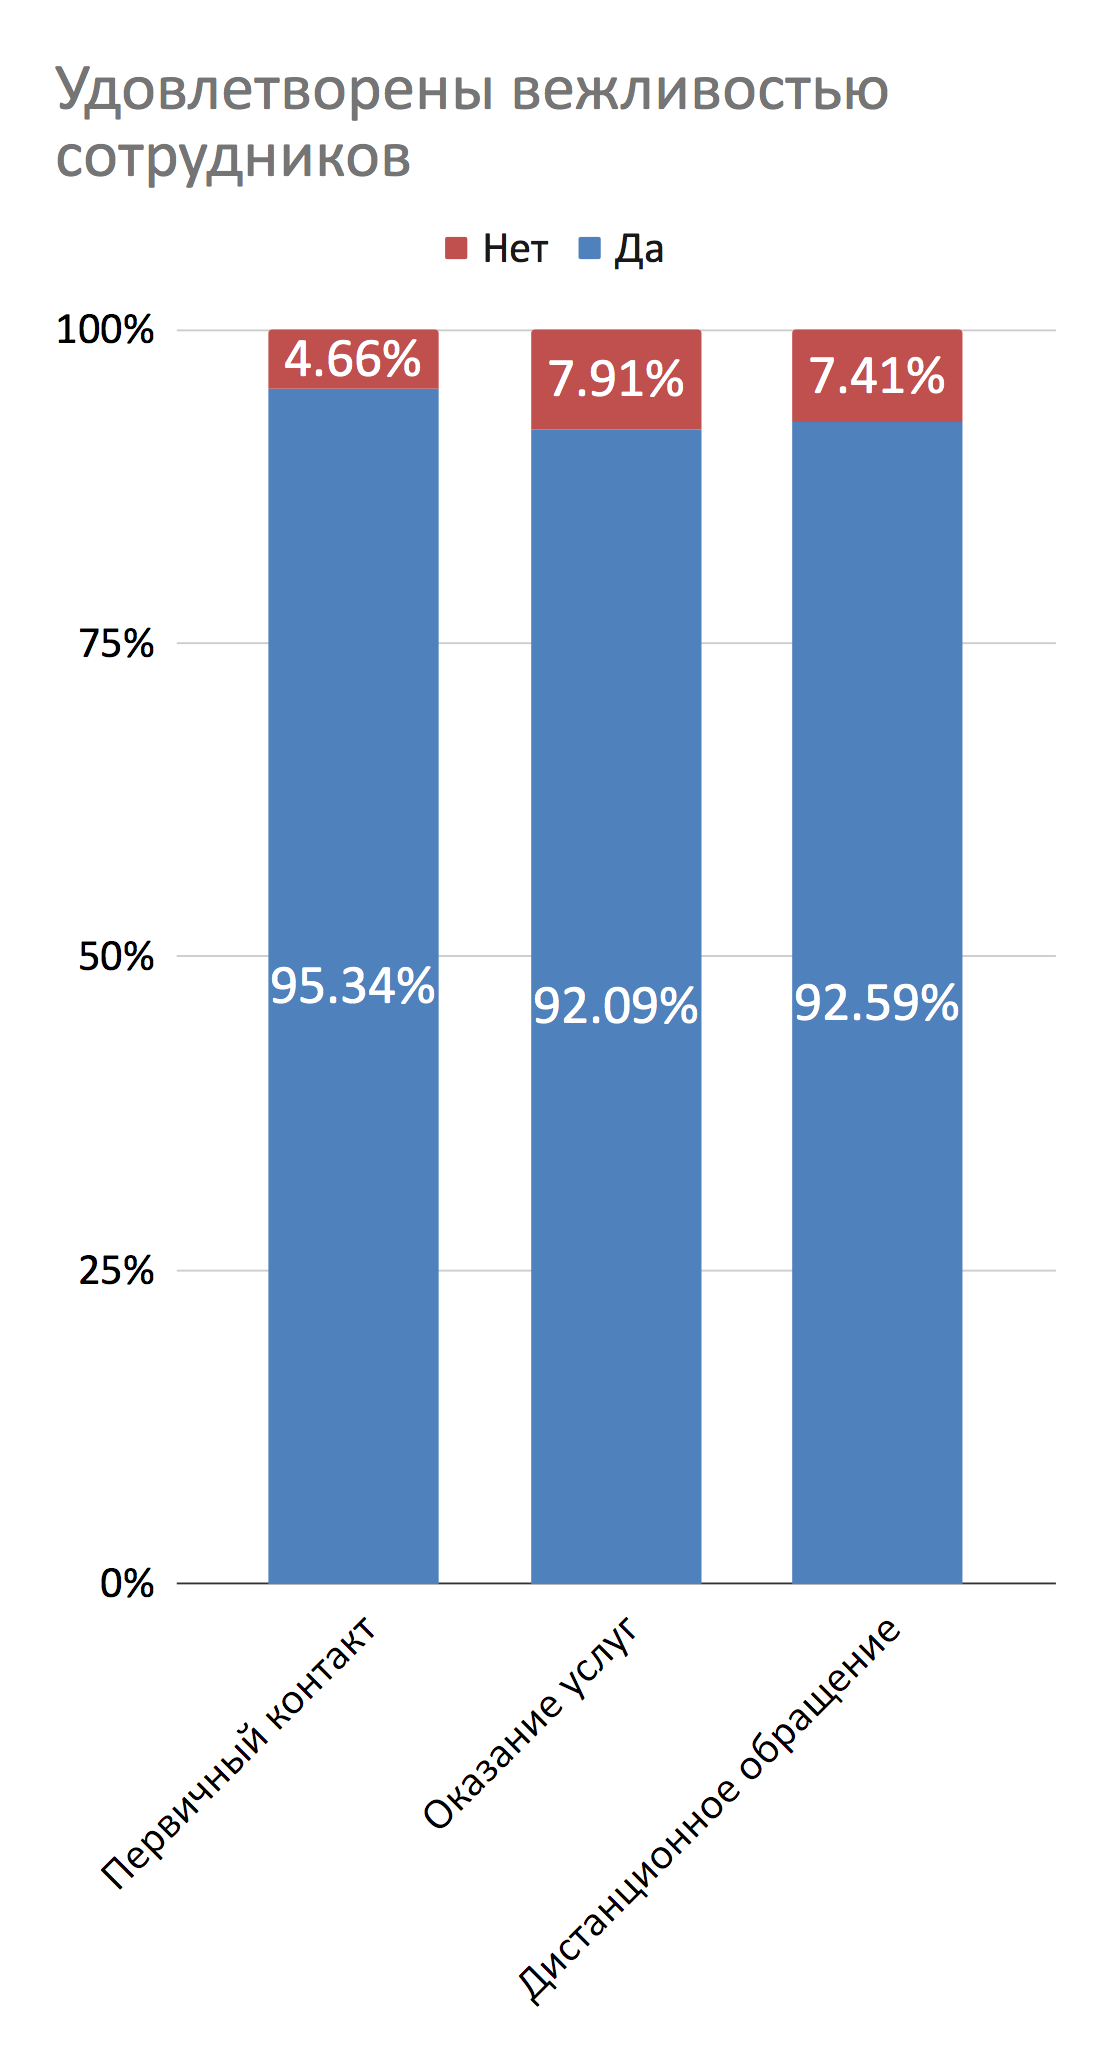 Удовлетворены вежливостью
сотрудников
Нет Да
100%
4.66% 7.91% 7.41%
75%
50%
95.34% 92.09% 92.59%
25%
0%
Первичный контакт
Оказание услуг
Дистанционное обращение